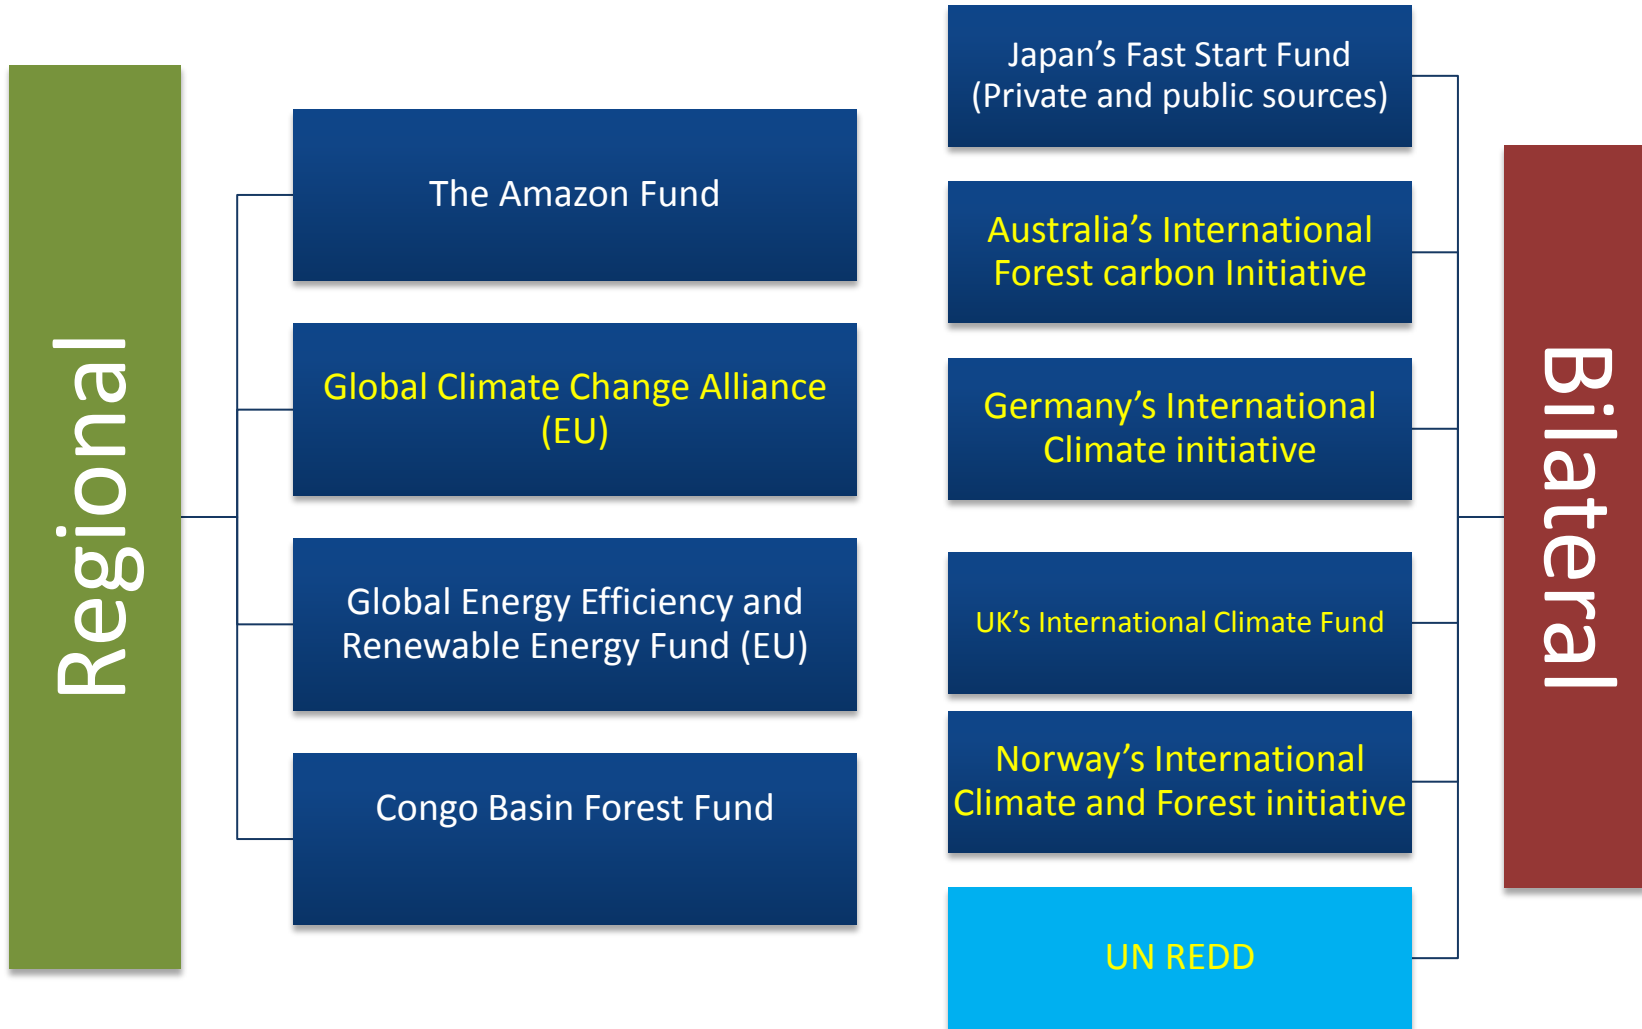 Regional
The Amazon Fund
Global Climate Change Alliance
(EU)
Global Energy Efficiency and
Renewable Energy Fund (EU)
Congo Basin Forest Fund
Japan’s Fast Start Fund
(Private and public sources)
Australia’s International
Forest carbon Initiative
Germany’s International
Climate initiative
UK’s International Climate Fund
Norway’s International
Climate and Forest initiative
UN REDD
Bilateral